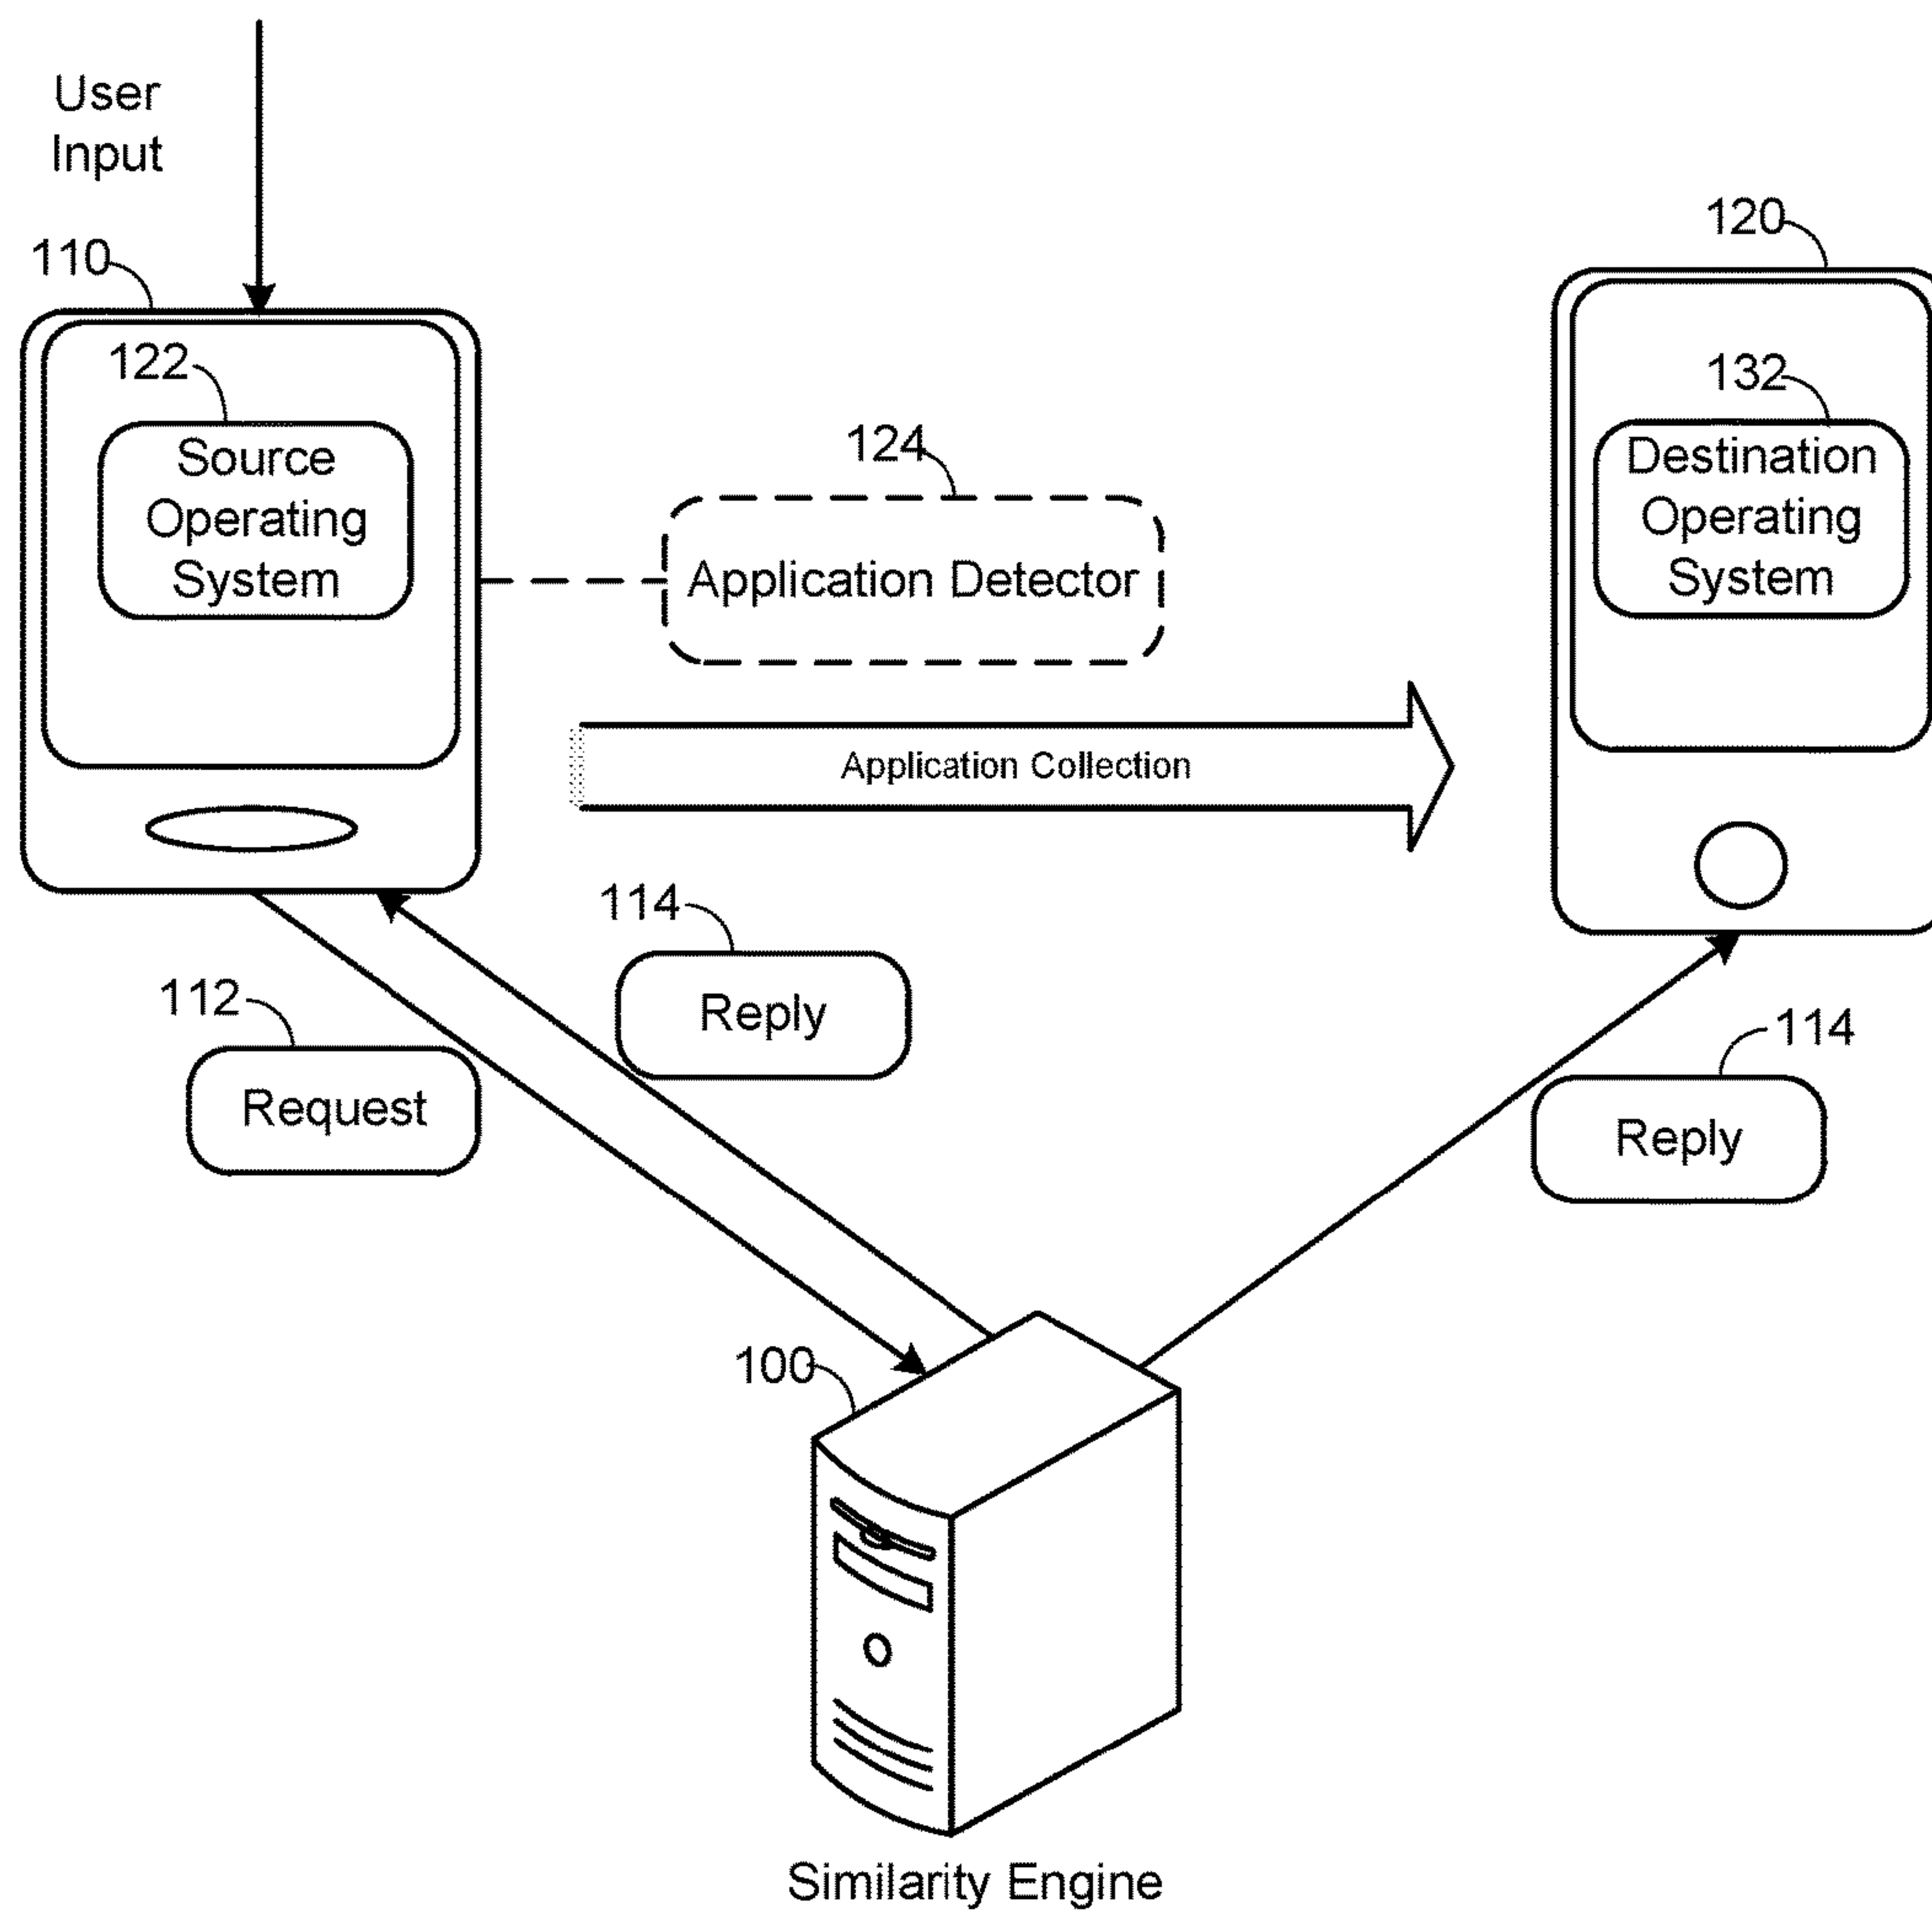 User
Input
110
120
122
132
Source
Operating
System
124
Application Detector
Destination
Operating
System
Application Collection
114
Reply
112
Request
114
Reply
100
Similarity Engine